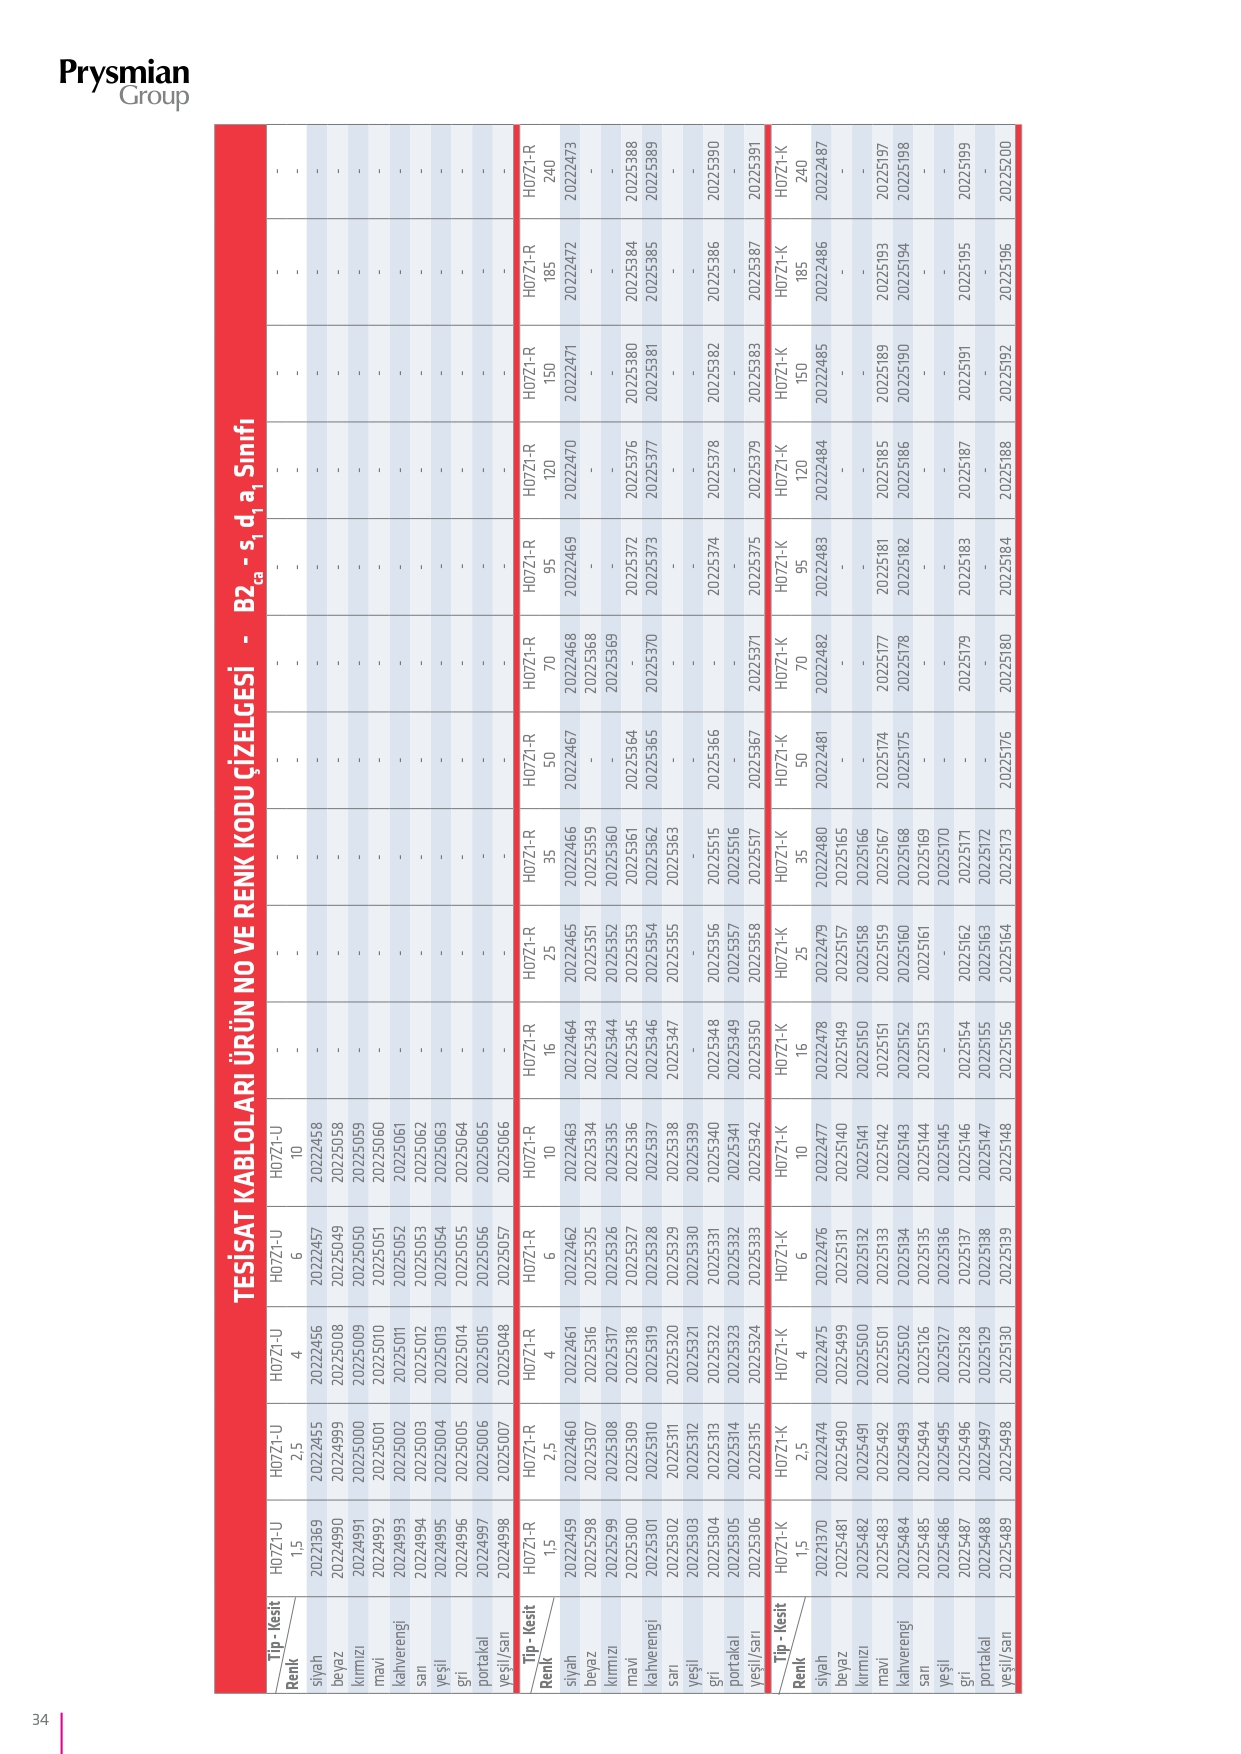 Prysmian
Group
TESİSAT KABLOLARI ÜRÜN NO VE RENK KODU ÇİZELGESİ - B2ca - s1 d1 a1 Sınıfı
Tip - Kesit H07Z1-U H07Z1-U H07Z1-U H07Z1-U H07Z1-U - - - - - - - - - -
Renk 1,5 2,5 4 6 10 - - - - - - - - - -
siyah 20221369 20222455 20222456 20222457 20222458 - - - - - - - - - -
beyaz 20224990 20224999 20225008 20225049 20225058 - - - - - - - - - -
kırmızı 20224991 20225000 20225009 20225050 20225059 - - - - - - - - - -
mavi 20224992 20225001 20225010 20225051 20225060 - - - - - - - - - -
kahverengi 20224993 20225002 20225011 20225052 20225061 - - - - - - - - - -
sarı 20224994 20225003 20225012 20225053 20225062 - - - - - - - - - -
yeşil 20224995 20225004 20225013 20225054 20225063 - - - - - - - - - -
gri 20224996 20225005 20225014 20225055 20225064 - - - - - - - - - -
portakal 20224997 20225006 20225015 20225056 20225065 - - - - - - - - - -
yeşil/sarı 20224998 20225007 20225048 20225057 20225066 - - - - - - - - - -
Tip - Kesit H07Z1-R H07Z1-R H07Z1-R H07Z1-R H07Z1-R H07Z1-R H07Z1-R H07Z1-R H07Z1-R H07Z1-R H07Z1-R H07Z1-R H07Z1-R H07Z1-R
Renk 1,5 2,5 4 6 10 16 25 35 50 70 95 120 150 185 240
siyah 20222459 20222460 20222461 20222462 20222463 20222464 20222465 20222466 20222467 20222468 20222469 20222470 20222471 20222472 20222473
beyaz 20225298 20225307 20225316 20225325 20225334 20225343 20225351 20225359 - 20225368 - - - - -
kırmızı 20225299 20225308 20225317 20225326 20225335 20225344 20225352 20225360 - 20225369 - - - - -
mavi 20225300 20225309 20225318 20225327 20225336 20225345 20225353 20225361 20225364 - 20225372 20225376 20225380 20225384 20225388
kahverengi 20225301 20225310 20225319 20225328 20225337 20225346 20225354 20225362 20225365 20225370 20225373 20225377 20225381 20225385 20225389
sarı 20225302 20225311 20225320 20225329 20225338 20225347 20225355 20225363 - - - - - - -
yeşil 20225303 20225312 20225321 20225330 20225339 - - - - - - - - - -
gri 20225304 20225313 20225322 20225331 20225340 20225348 20225356 20225515 20225366 - 20225374 20225378 20225382 20225386 20225390
portakal 20225305 20225314 20225323 20225332 20225341 20225349 20225357 20225516 - - - - - - -
yeşil/sarı 20225306 20225315 20225324 20225333 20225342 20225350 20225358 20225517 20225367 20225371 20225375 20225379 20225383 20225387 20225391
Tip - Kesit H07Z1-K H07Z1-K H07Z1-K H07Z1-K H07Z1-K H07Z1-K H07Z1-K H07Z1-K H07Z1-K H07Z1-K H07Z1-K H07Z1-K H07Z1-K H07Z1-K H07Z1-K
Renk 1,5 2,5 4 6 10 16 25 35 50 70 95 120 150 185 240
siyah 20221370 20222474 20222475 20222476 20222477 20222478 20222479 20222480 20222481 20222482 20222483 20222484 20222485 20222486 20222487
beyaz 20225481 20225490 20225499 20225131 20225140 20225149 20225157 20225165 - - - - - - -
kırmızı 20225482 20225491 20225500 20225132 20225141 20225150 20225158 20225166 - - - - - - -
mavi 20225483 20225492 20225501 20225133 20225142 20225151 20225159 20225167 20225174 20225177 20225181 20225185 20225189 20225193 20225197
kahverengi 20225484 20225493 20225502 20225134 20225143 20225152 20225160 20225168 20225175 20225178 20225182 20225186 20225190 20225194 20225198
sarı 20225485 20225494 20225126 20225135 20225144 20225153 20225161 20225169 - - - - - - -
yeşil 20225486 20225495 20225127 20225136 20225145 - - 20225170 - - - - - - -
gri 20225487 20225496 20225128 20225137 20225146 20225154 20225162 20225171 - 20225179 20225183 20225187 20225191 20225195 20225199
portakal 20225488 20225497 20225129 20225138 20225147 20225155 20225163 20225172 - - - - - - -
yeşil/sarı 20225489 20225498 20225130 20225139 20225148 20225156 20225164 20225173 20225176 20225180 20225184 20225188 20225192 20225196 20225200
34